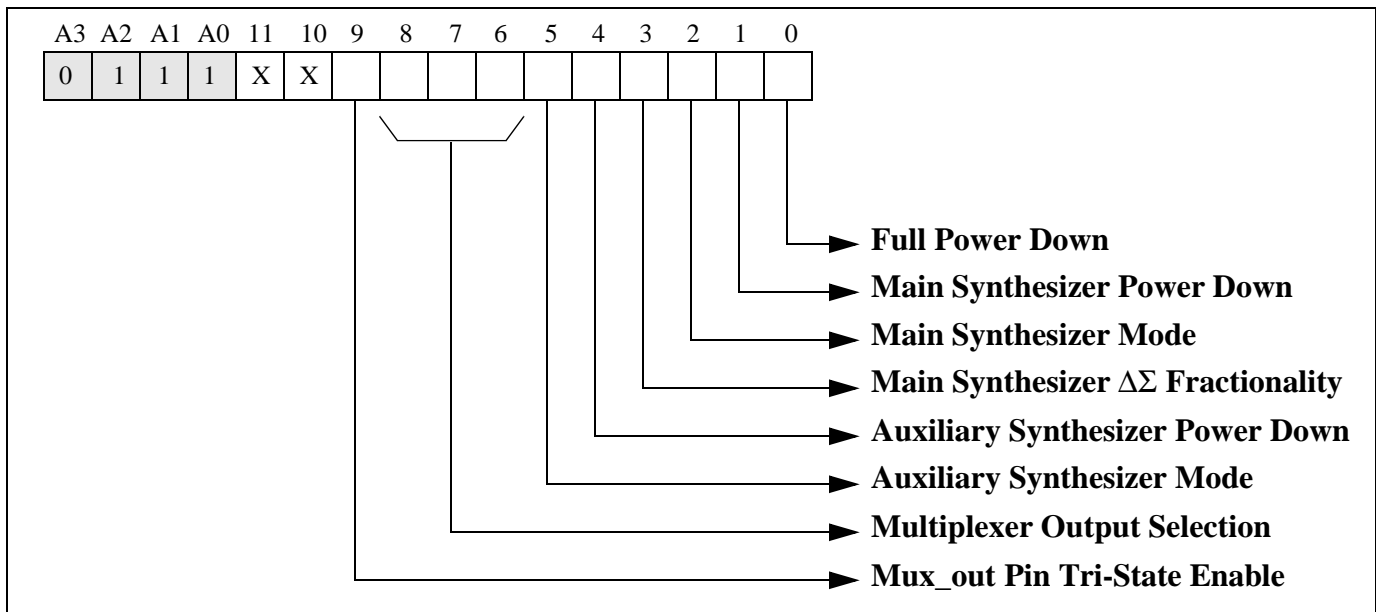 A3 A2 A1 A0 11 10 9 8 7 6 5 4 3 2 1 0
0 1 1 1 X X
Full Power Down
Main Synthesizer Power Down
Main Synthesizer Mode
Main Synthesizer ΔΣ Fractionality
Auxiliary Synthesizer Power Down
Auxiliary Synthesizer Mode
Multiplexer Output Selection
Mux_out Pin Tri-State Enable